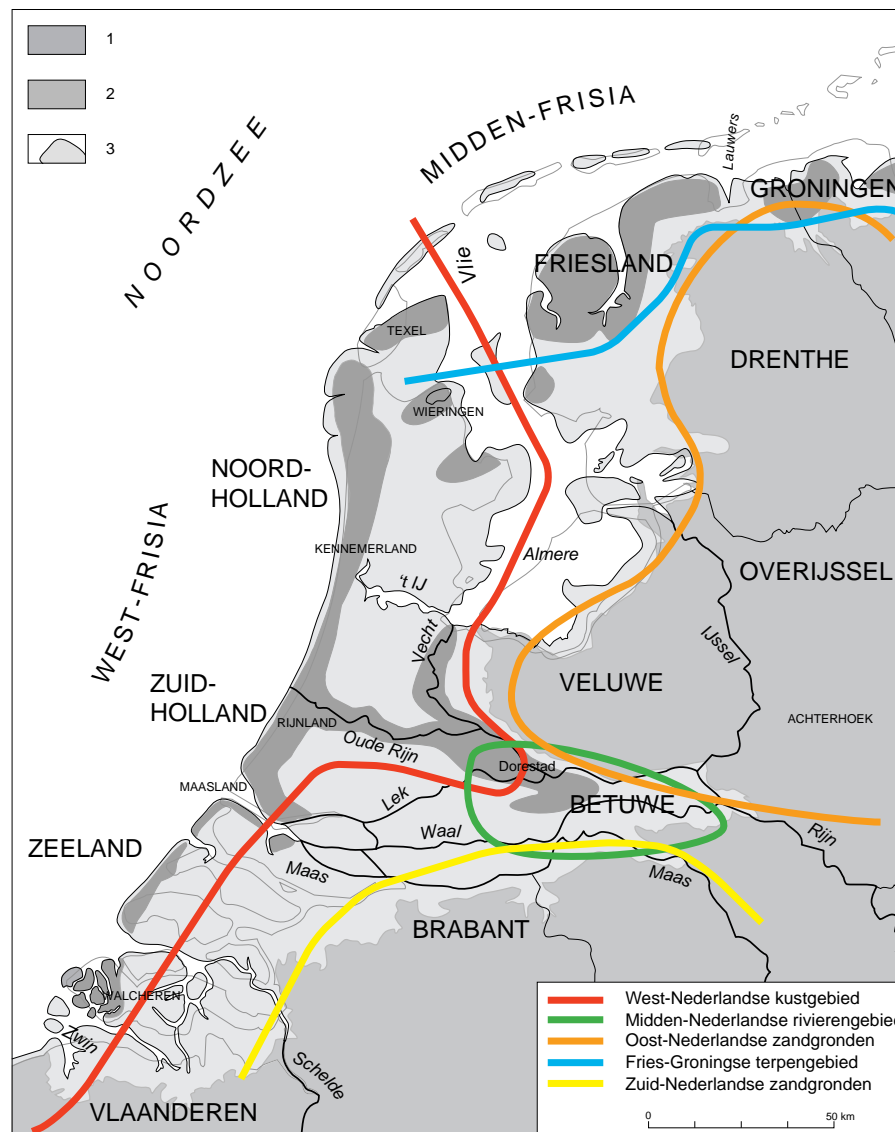 1
2
3
NOORDZEE
MIDDEN-FRISIA
Lauwers
GRONINGEN
Vlie
FRIESLAND
TEXEL
DRENTHE
WIERINGEN
NOORD-
HOLLAND
WEST-FRISIA
KENNEMERLAND
Almere
't IJ
OVERIJSSEL
Vecht
IJssel
ZUID-
HOLLAND
VELUWE
RIJNLAND
ACHTERHOEK
Oude Rijn
Dorestad
MAASLAND
Lek
BETUWE
Waal
Rijn
ZEELAND
Maas
Maas
BRABANT
WALCHEREN
Zwin
Schelde
VLAANDEREN
West-Nederlandse kustgebied
Midden-Nederlandse rivierengebied
Oost-Nederlandse zandgronden
Fries-Groningse terpengebied
Zuid-Nederlandse zandgronden
0 50 km